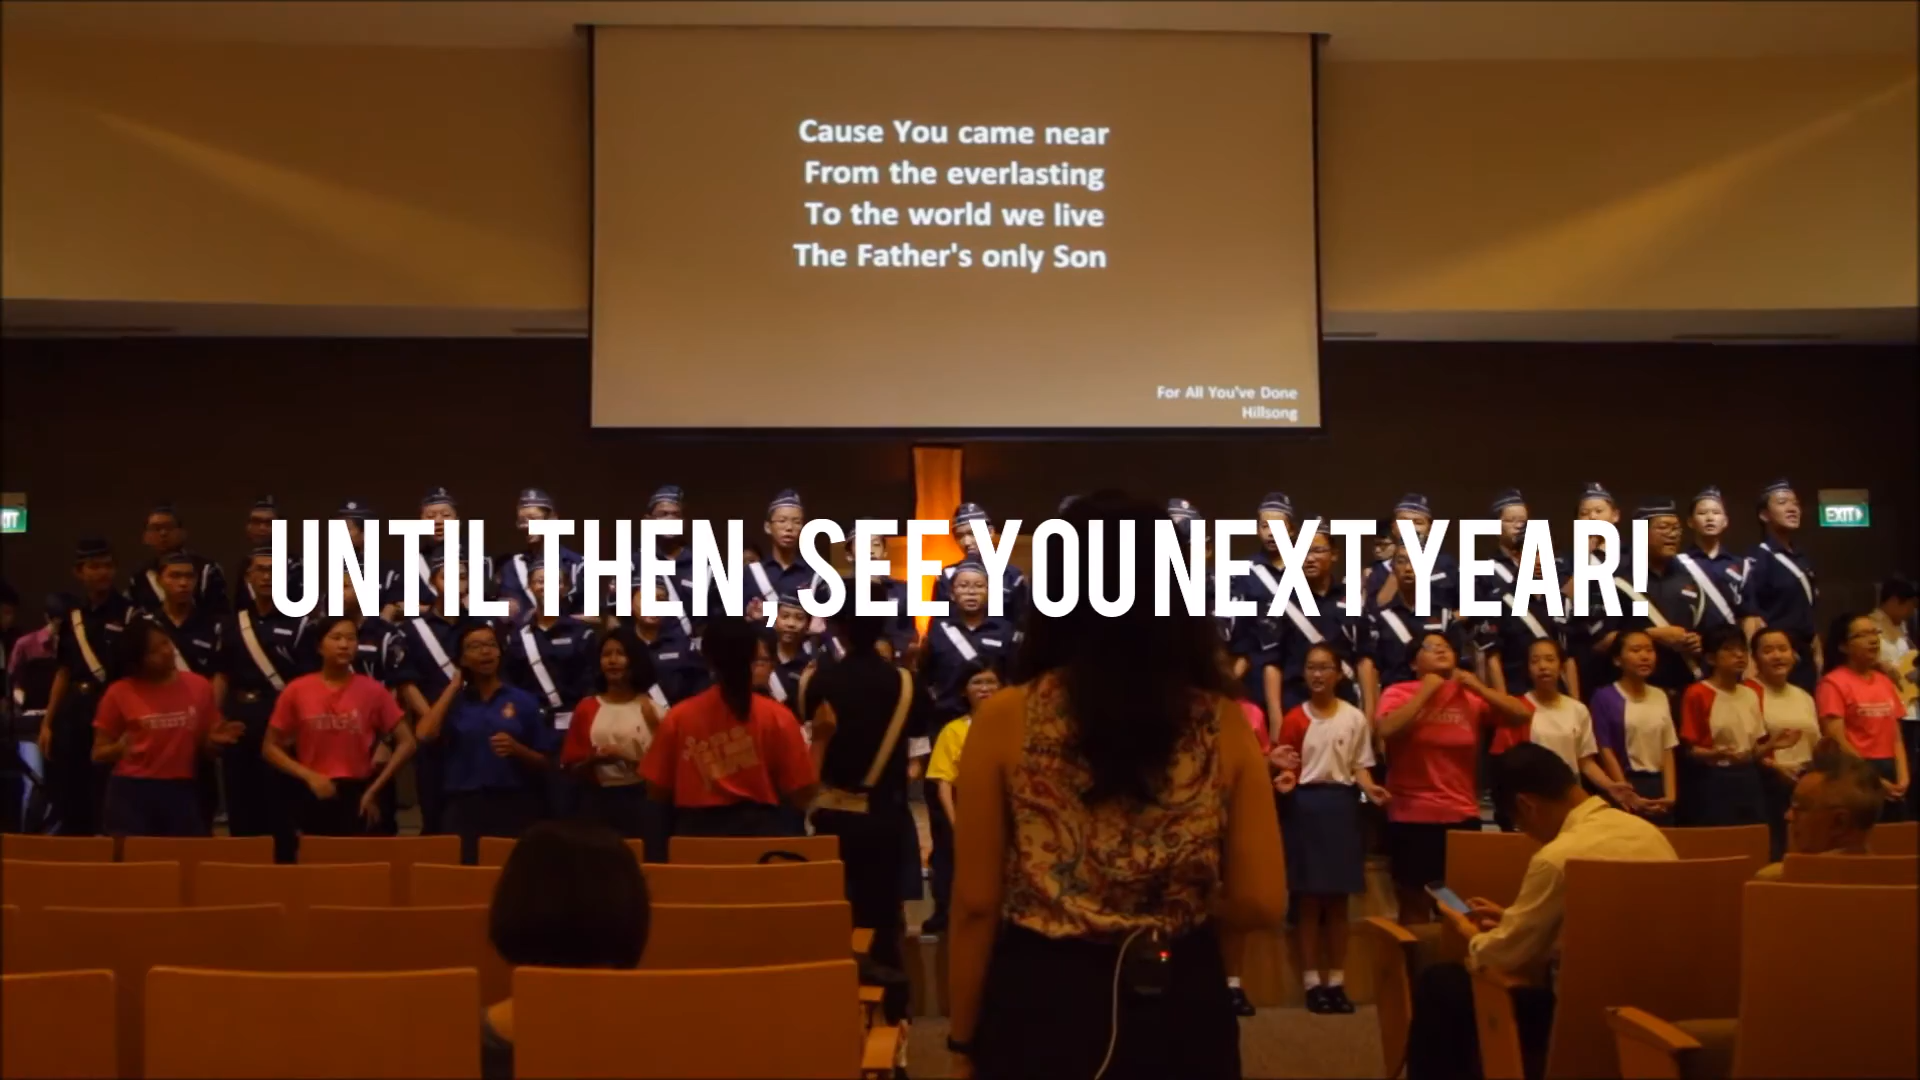 Cause You came near
From the everlasting
To the world we live
The Father's only Son
For All You've Done
Hillsong
EXIT
UNTIL THEN, SEE YOU NEXT YEAR!